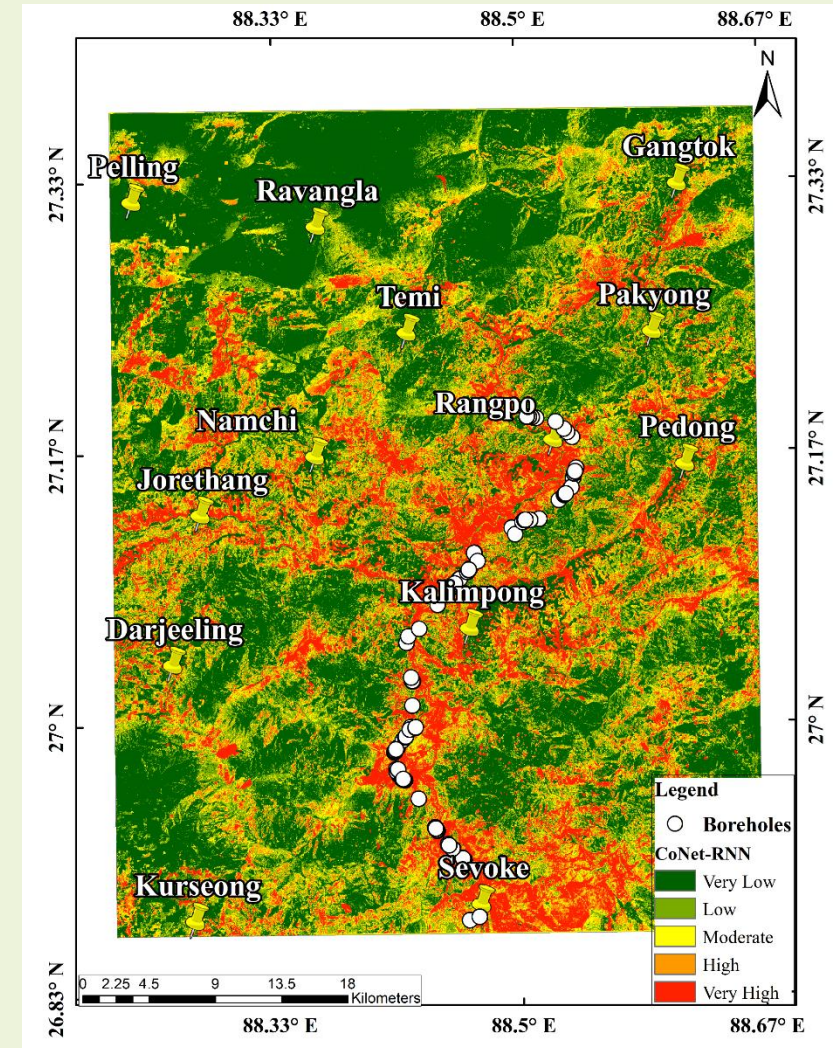 88.33° E 88.5° E 88.67° E
N
27.33° N
27.33° N
Pelling
Gangtok
Ravangla
Temi
Pakyong
Rangpo
Namchi
Pedong
27.17° N
27.17° N
Jorethang
Kalimpong
Darjeeling
27° N
27° N
Legend
Boreholes
CoNet-RNN
Very Low
Low
Moderate
High
Very High
Sevoke
Kurseong
0 2.25 4.5 9 13.5 18
Kilometers
26.83° N
26.83° N
88.33° E 88.5° E 88.67° E